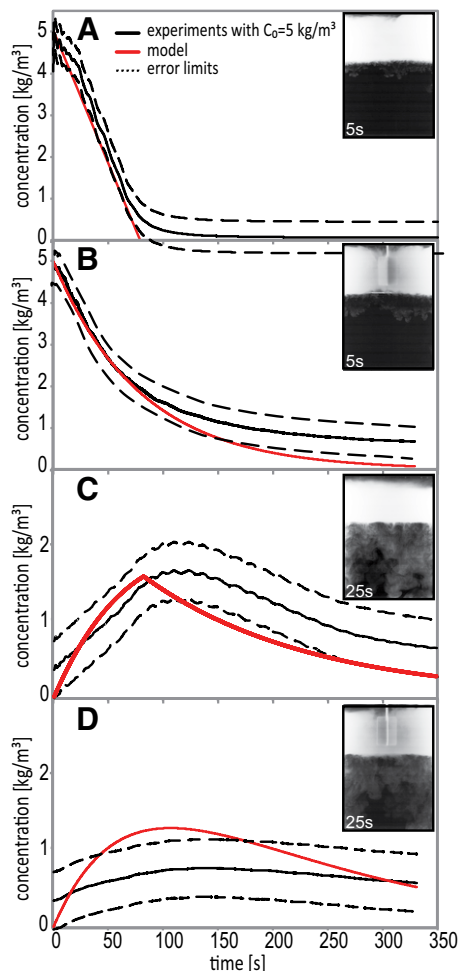 A
experiments with C₀=5 kg/m³
model
error limits
5s
concentration [kg/m³]
5
4
3
2
1
0
B
5s
concentration [kg/m³]
5
4
3
2
1
0
C
25s
concentration [kg/m³]
2
1
0
D
25s
concentration [kg/m³]
2
1
0
0 50 100 150 200 250 300 350
time [s]